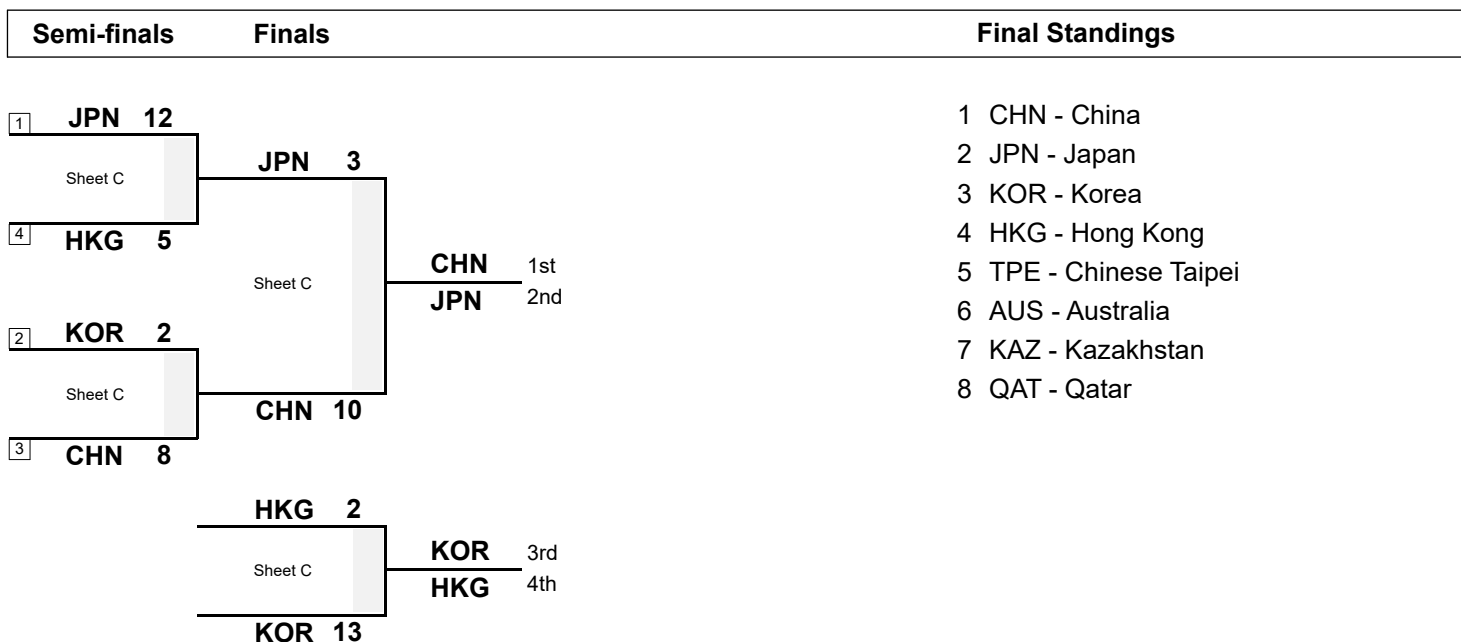 Semi-finals Finals Final Standings
1 JPN 12
Sheet C
4 HKG 5
JPN 3
Sheet C
CHN 10
CHN 1st
JPN 2nd
2 KOR 2
Sheet C
3 CHN 8
HKG 2
Sheet C
KOR 13
KOR 3rd
HKG 4th
1 CHN - China
2 JPN - Japan
3 KOR - Korea
4 HKG - Hong Kong
5 TPE - Chinese Taipei
6 AUS - Australia
7 KAZ - Kazakhstan
8 QAT - Qatar